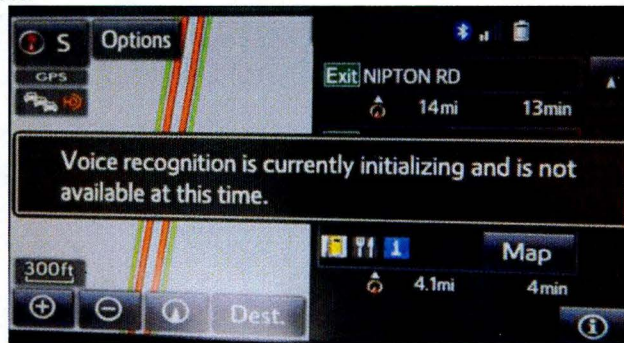 S
Options
GPS
Exit NIPTON RD
14mi 13min
Voice recognition is currently initializing and is not
available at this time.
i Map
300ft
4.1mi 4min
Dest.
i